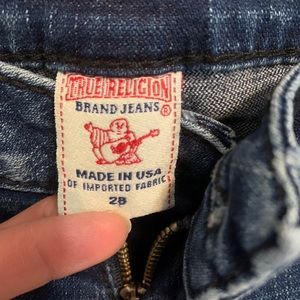 TRUE RELIGION
®
BRAND JEANS
MADE IN USA
OF IMPORTED FABRIC
28